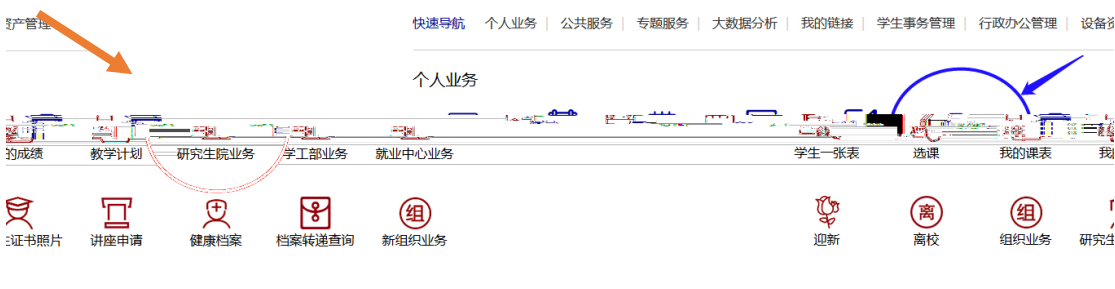 资产管理 快速导航 个人业务 公共服务 专题服务 大数据分析 我的链接 学生事务管理 行政办公管理 设备资
个人业务
的成绩 教学计划 研究生院业务 学工部业务 就业中心业务 学生一张表 选课 我的课表 我
组 离 组
证书照片 讲座申请 健康档案 档案转递查询 新组织业务 迎新 离校 组织业务 研究生